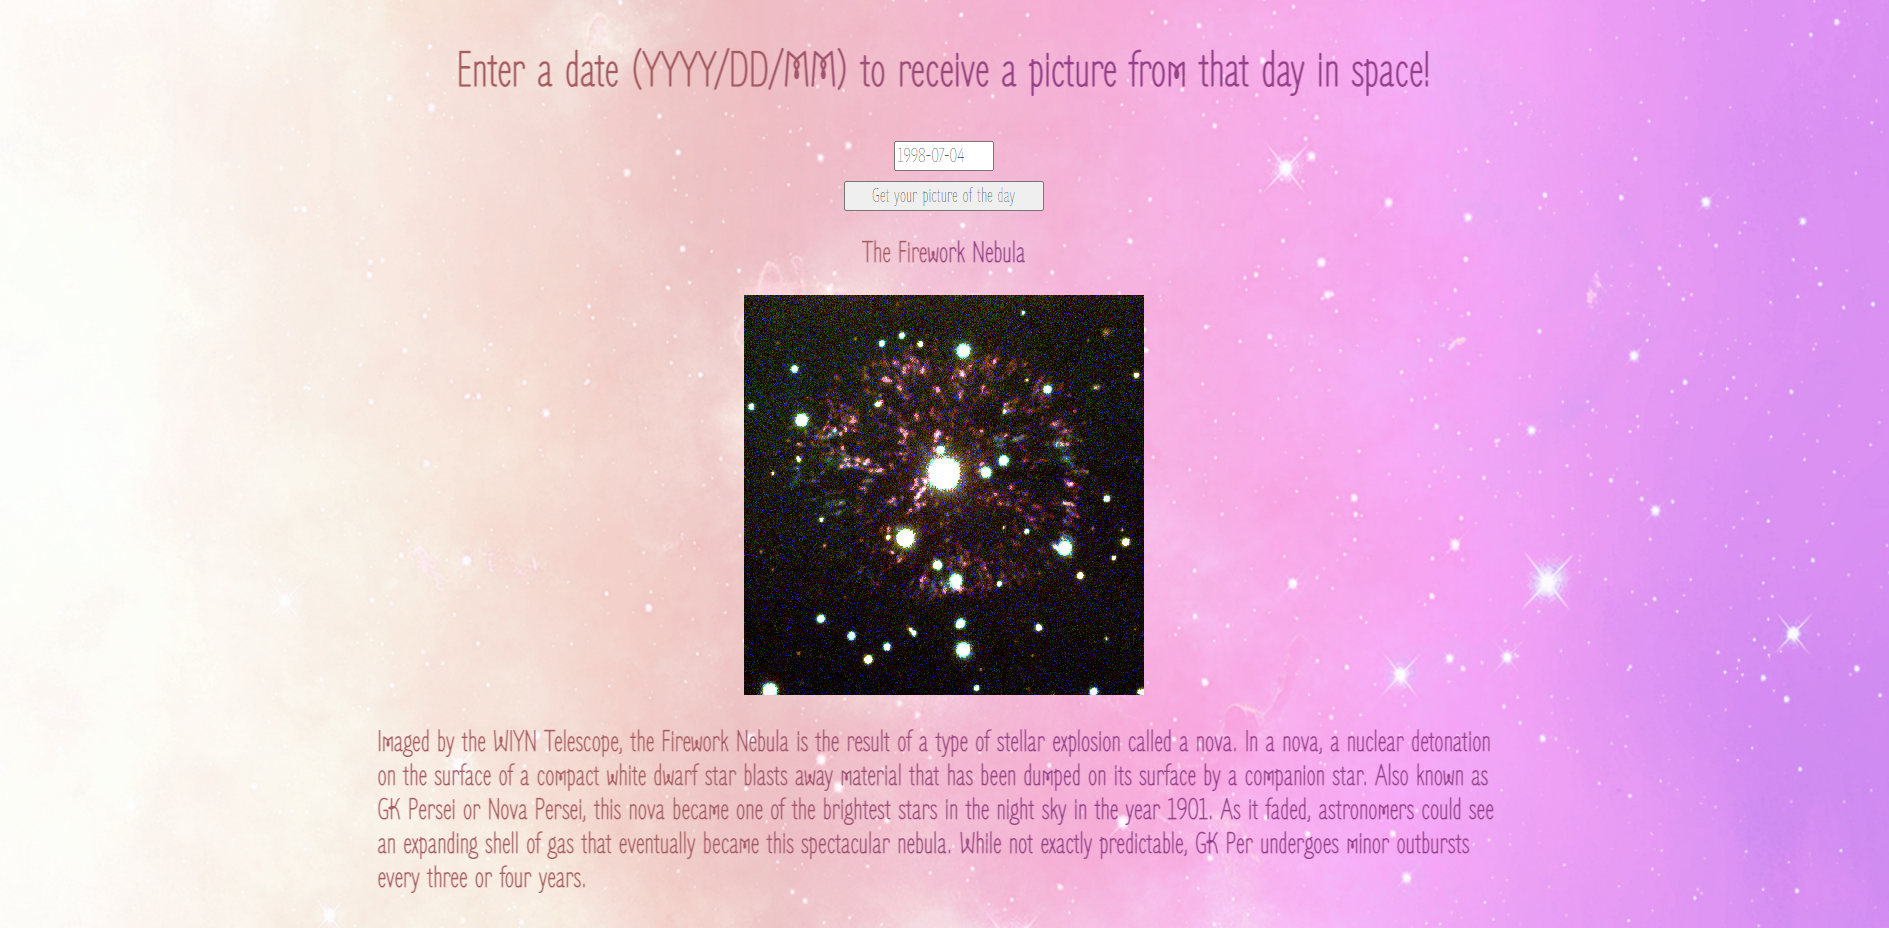 Enter a date (YYYY/DD/MM) to receive a picture from that day in space!
1998-07-04
Get your picture of the day
The Firework Nebula
Imaged by the WIYN Telescope, the Firework Nebula is the result of a type of stellar explosion called a nova. In a nova, a nuclear detonation
on the surface of a compact white dwarf star blasts away material that has been dumped on its surface by a companion star. Also known as
GK Persei or Nova Persei, this nova became one of the brightest stars in the night sky in the year 1901. As it faded, astronomers could see
an expanding shell of gas that eventually became this spectacular nebula. While not exactly predictable, GK Per undergoes minor outbursts
every three or four years.